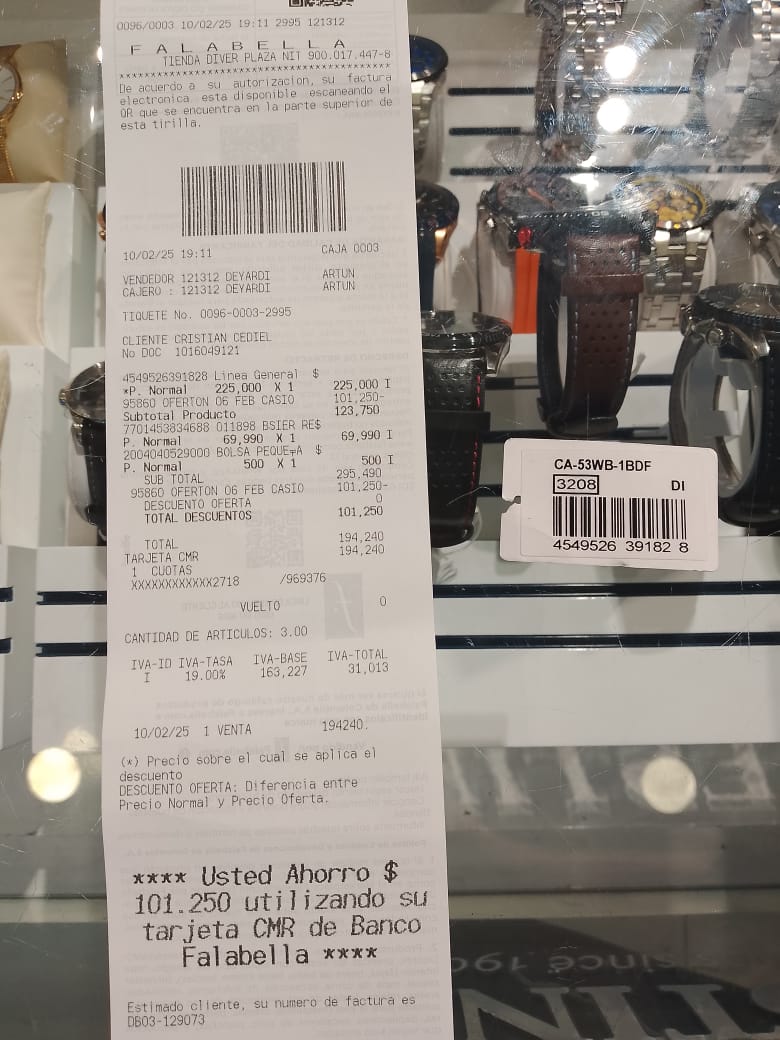 0096/0003 10/02/25 19:11 2995 121312
FALABELLA
TIENDA DIVER PLAZA NIT 900.017.447-8
****************************************
De acuerdo a su autorizacion, su factura
electronica esta disponible escaneando el
QR que se encuentra en la parte superior de
esta tirilla.
10/02/25 19:11 CAJA 0003
VENDEDOR 121312 DEYARDI ARTUN
CAJERO : 121312 DEYARDI ARTUN
TIQUETE No. 0096-0003-2995
CLIENTE CRISTIAN CEDIEL
No DOC 1016049121
4549526391828 Linea General $
*P. Normal 225,000 X 1 225,000 I
95860 OFERTON 06 FEB CASIO 101,250-
Subtotal Producto 123,750
7701453834688 011898 BSIER RE$
P. Normal 69,990 X 1 69,990 I
2004040529000 BOLSA PEQUE¬A $
P. Normal 500 X 1 500 I
SUB TOTAL 295,490
95860 OFERTON 06 FEB CASIO 101,250-
DESCUENTO OFERTA 0
TOTAL DESCUENTOS 101,250
TOTAL 194,240
TARJETA CMR 194,240
1 CUOTAS
XXXXXXXXXXXX2718 /969376
VUELTO 0
CANTIDAD DE ARTICULOS: 3.00
IVA-ID IVA-TASA IVA-BASE IVA-TOTAL
I 19.00% 163,227 31,013
10/02/25 1 VENTA 194240.
(*) Precio sobre el cual se aplica el
descuento
DESCUENTO OFERTA: Diferencia entre
Precio Normal y Precio Oferta.
**** Usted Ahorro $
101.250 utilizando su
tarjeta CMR de Banco
Falabella ****
Estimado cliente, su numero de factura es
DB03-129073
CA-53WB-1BDF
3208 DI
4549526 39182 8
since 190